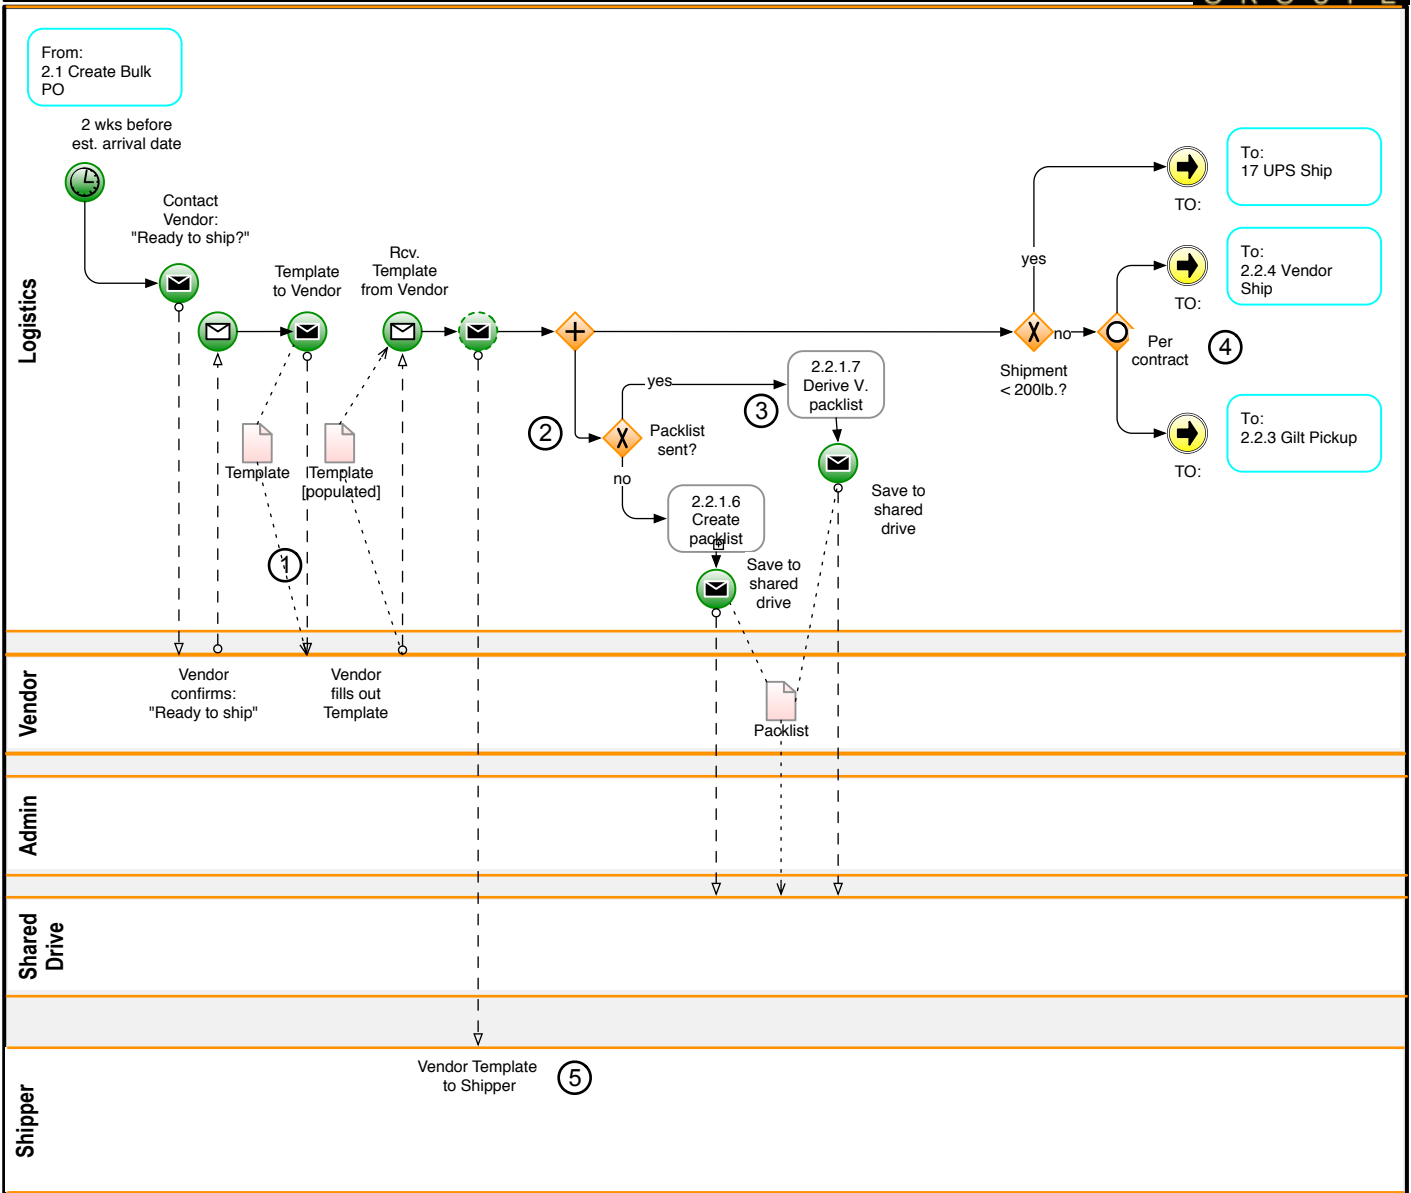 From:
2.1 Create Bulk
PO
2 wks before
est. arrival date
Contact
Vendor:
"Ready to ship?"
Template
to Vendor
Rcv.
Template
from Vendor
Logistics
yes
no
Shipment
< 200lb.?
Per
contract
4
TO:
To:
17 UPS Ship
TO:
To:
2.2.4 Vendor
Ship
TO:
To:
2.2.3 Gilt Pickup
2
Packlist
sent?
yes
no
3
2.2.1.7
Derive V.
packlist
Save to
shared
drive
2.2.1.6
Create
packlist
Save to
shared
drive
Template
Template
[populated]
1
Vendor
Vendor
confirms:
"Ready to ship"
Vendor
fills out
Template
Packlist
Admin
Shared
Drive
Shipper
Vendor Template
to Shipper
5